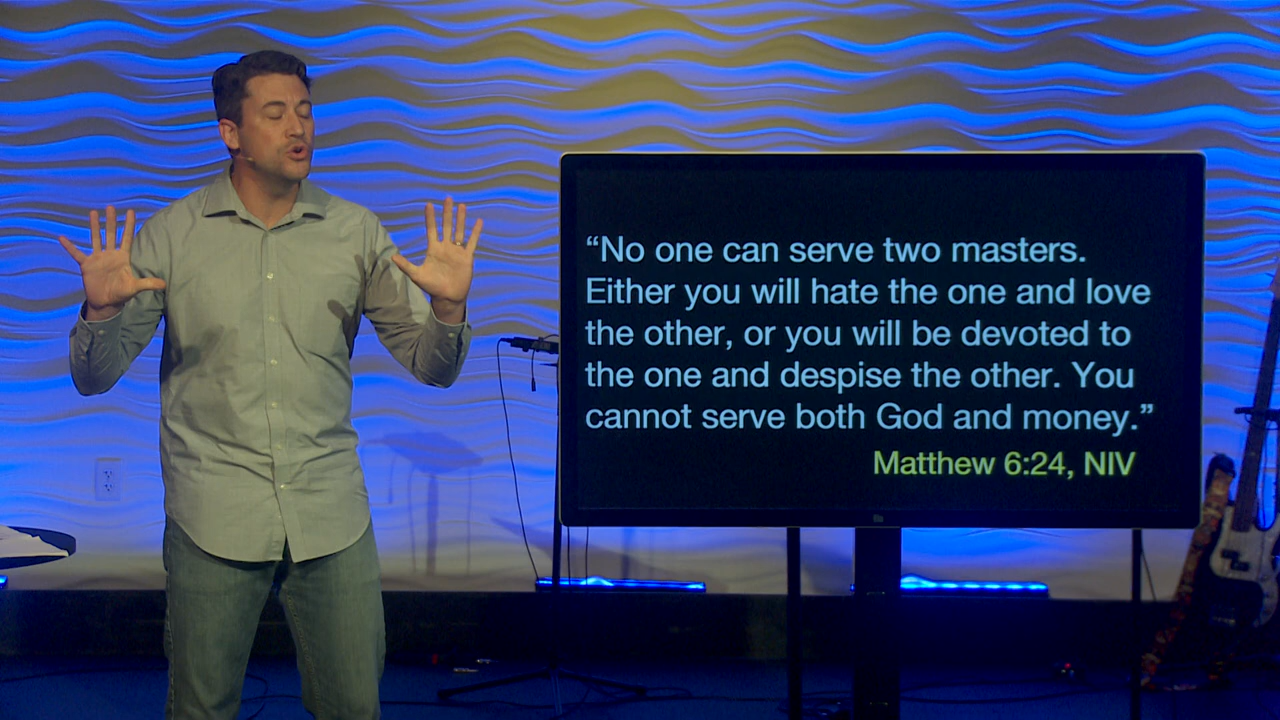 “No one can serve two masters.
Either you will hate the one and love
the other, or you will be devoted to
the one and despise the other. You
cannot serve both God and money.”
Matthew 6:24, NIV